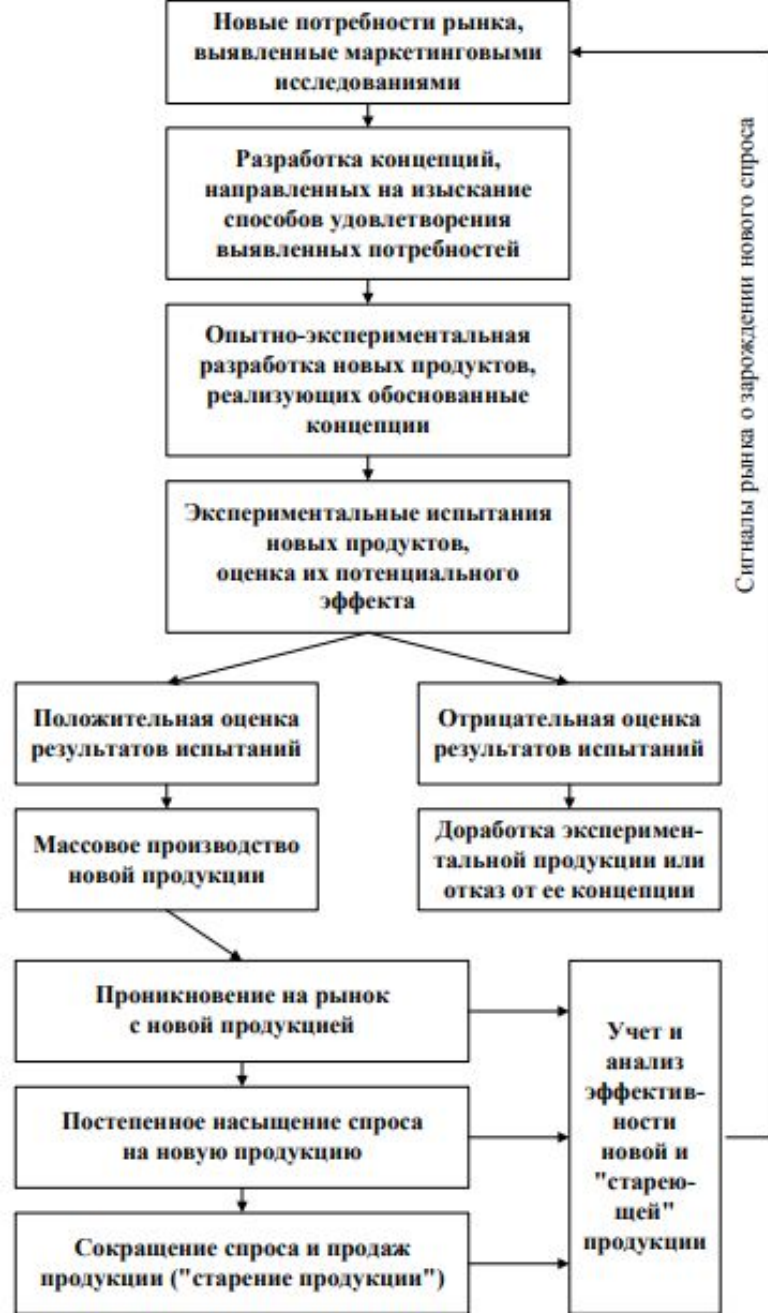 Новые потребности рынка,
выявленные маркетинговыми
исследованиями
Разработка концепций,
направленных на изыскание
способов удовлетворения
выявленных потребностей
Опытно-экспериментальная
разработка новых продуктов,
реализующих обоснованные
концепции
Экспериментальные испытания
новых продуктов,
оценка их потенциального
эффекта
Положительная оценка
результатов испытаний
Отрицательная оценка
результатов испытаний
Массовое производство
новой продукции
Доработка эксперимен-
тальной продукции или
отказ от ее концепции
Проникновение на рынок
с новой продукцией
Постепенное насыщение спроса
на новую продукцию
Сокращение спроса и продаж
продукции ("старение продукции")
Учет и
анализ
эффектив-
ности
новой и
"старею-
щей"
продукции
Сигналы рынка о зарождении нового спроса